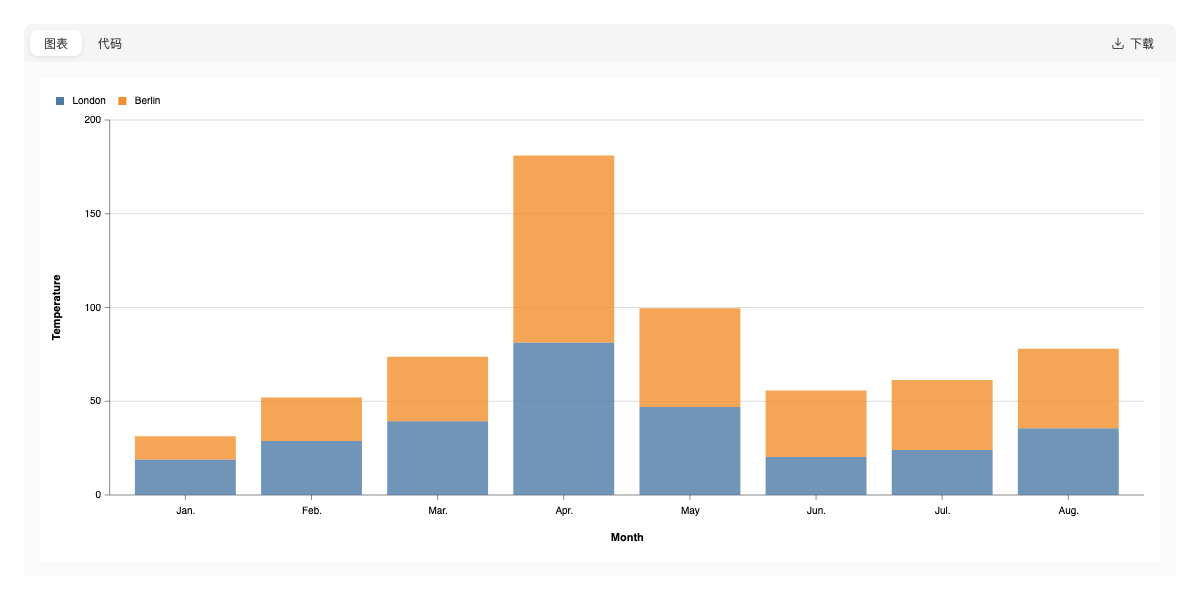 图表 代码 下载
London Berlin
200
150
100
50
0
Temperature
Jan. Feb. Mar. Apr. May Jun. Jul. Aug.
Month